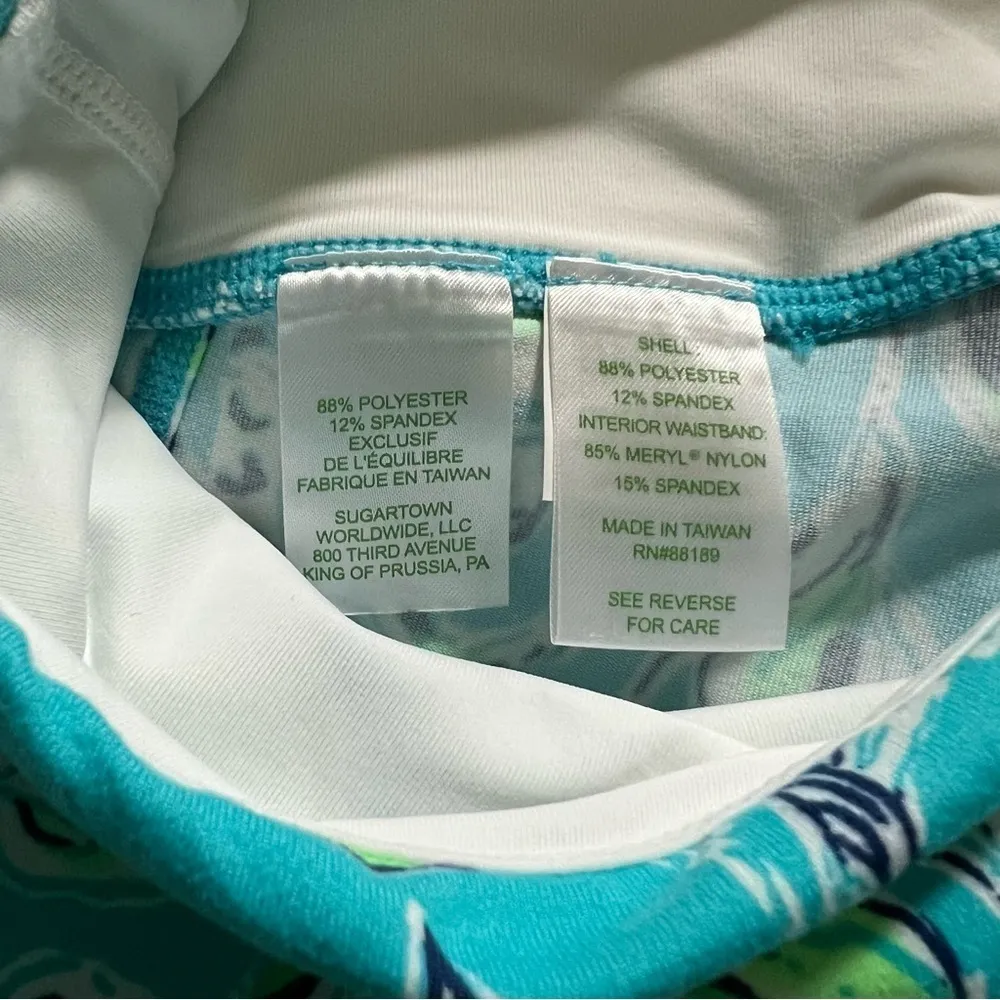 88% POLYESTER
12% SPANDEX
EXCLUSIF
DE L'ÉQUILIBRE
FABRIQUE EN TAIWAN
SUGARTOWN
WORLDWIDE, LLC
800 THIRD AVENUE
KING OF PRUSSIA, PA
SHELL:
88% POLYESTER
12% SPANDEX
INTERIOR WAISTBAND:
85% MERYL® NYLON
15% SPANDEX
MADE IN TAIWAN
RN#88189
SEE REVERSE
FOR CARE